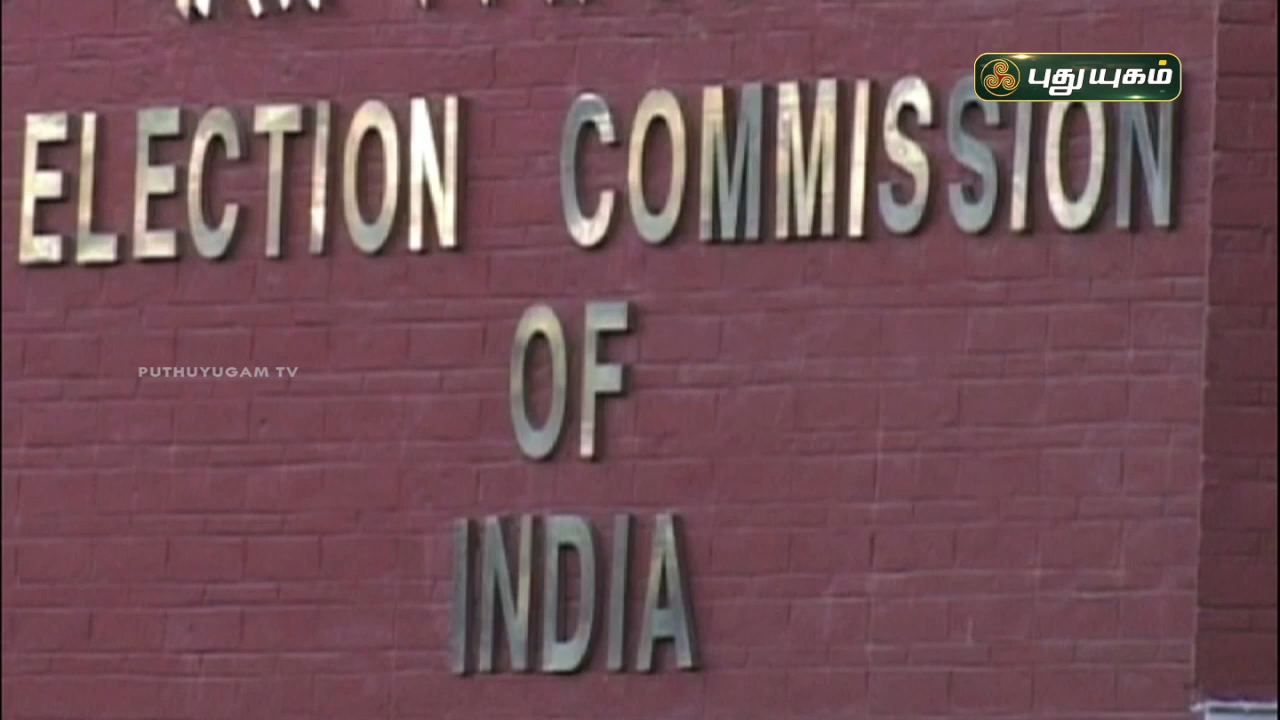 புதுயுகம்
ELECTION COMMISSION
OF
PUTHUYUGAM TV
INDIA